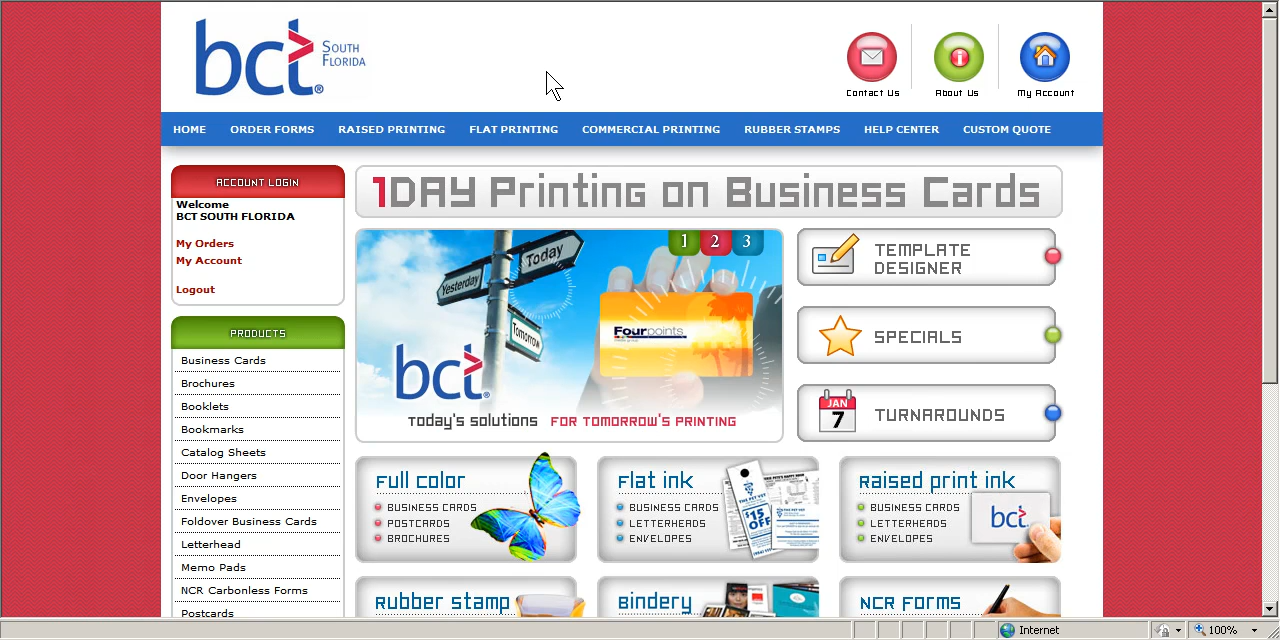 bct® SOUTH FLORIDA
Contact Us
About Us
My Account
HOME
ORDER FORMS
RAISED PRINTING
FLAT PRINTING
COMMERCIAL PRINTING
RUBBER STAMPS
HELP CENTER
CUSTOM QUOTE
ACCOUNT LOGIN
Welcome
BCT SOUTH FLORIDA
My Orders
My Account
Logout
PRODUCTS
Business Cards
Brochures
Booklets
Bookmarks
Catalog Sheets
Door Hangers
Envelopes
Foldover Business Cards
Letterhead
Memo Pads
NCR Carbonless Forms
Postcards
1DAY Printing on Business Cards
1 2 3
Today
Yesterday
Tomorrow
Fourpoints
bct®
Today's solutions FOR TOMORROW'S PRINTING
TEMPLATE
DESIGNER
SPECIALS
JAN
7
TURNAROUNDS
Full color
BUSINESS CARDS
POSTCARDS
BROCHURES
Flat ink
BUSINESS CARDS
LETTERHEADS
ENVELOPES
THE PET VET
$15
OFF
Raised print ink
BUSINESS CARDS
LETTERHEADS
ENVELOPES
bct
Rubber stamp
Bindery
NCR Forms
Internet
100%